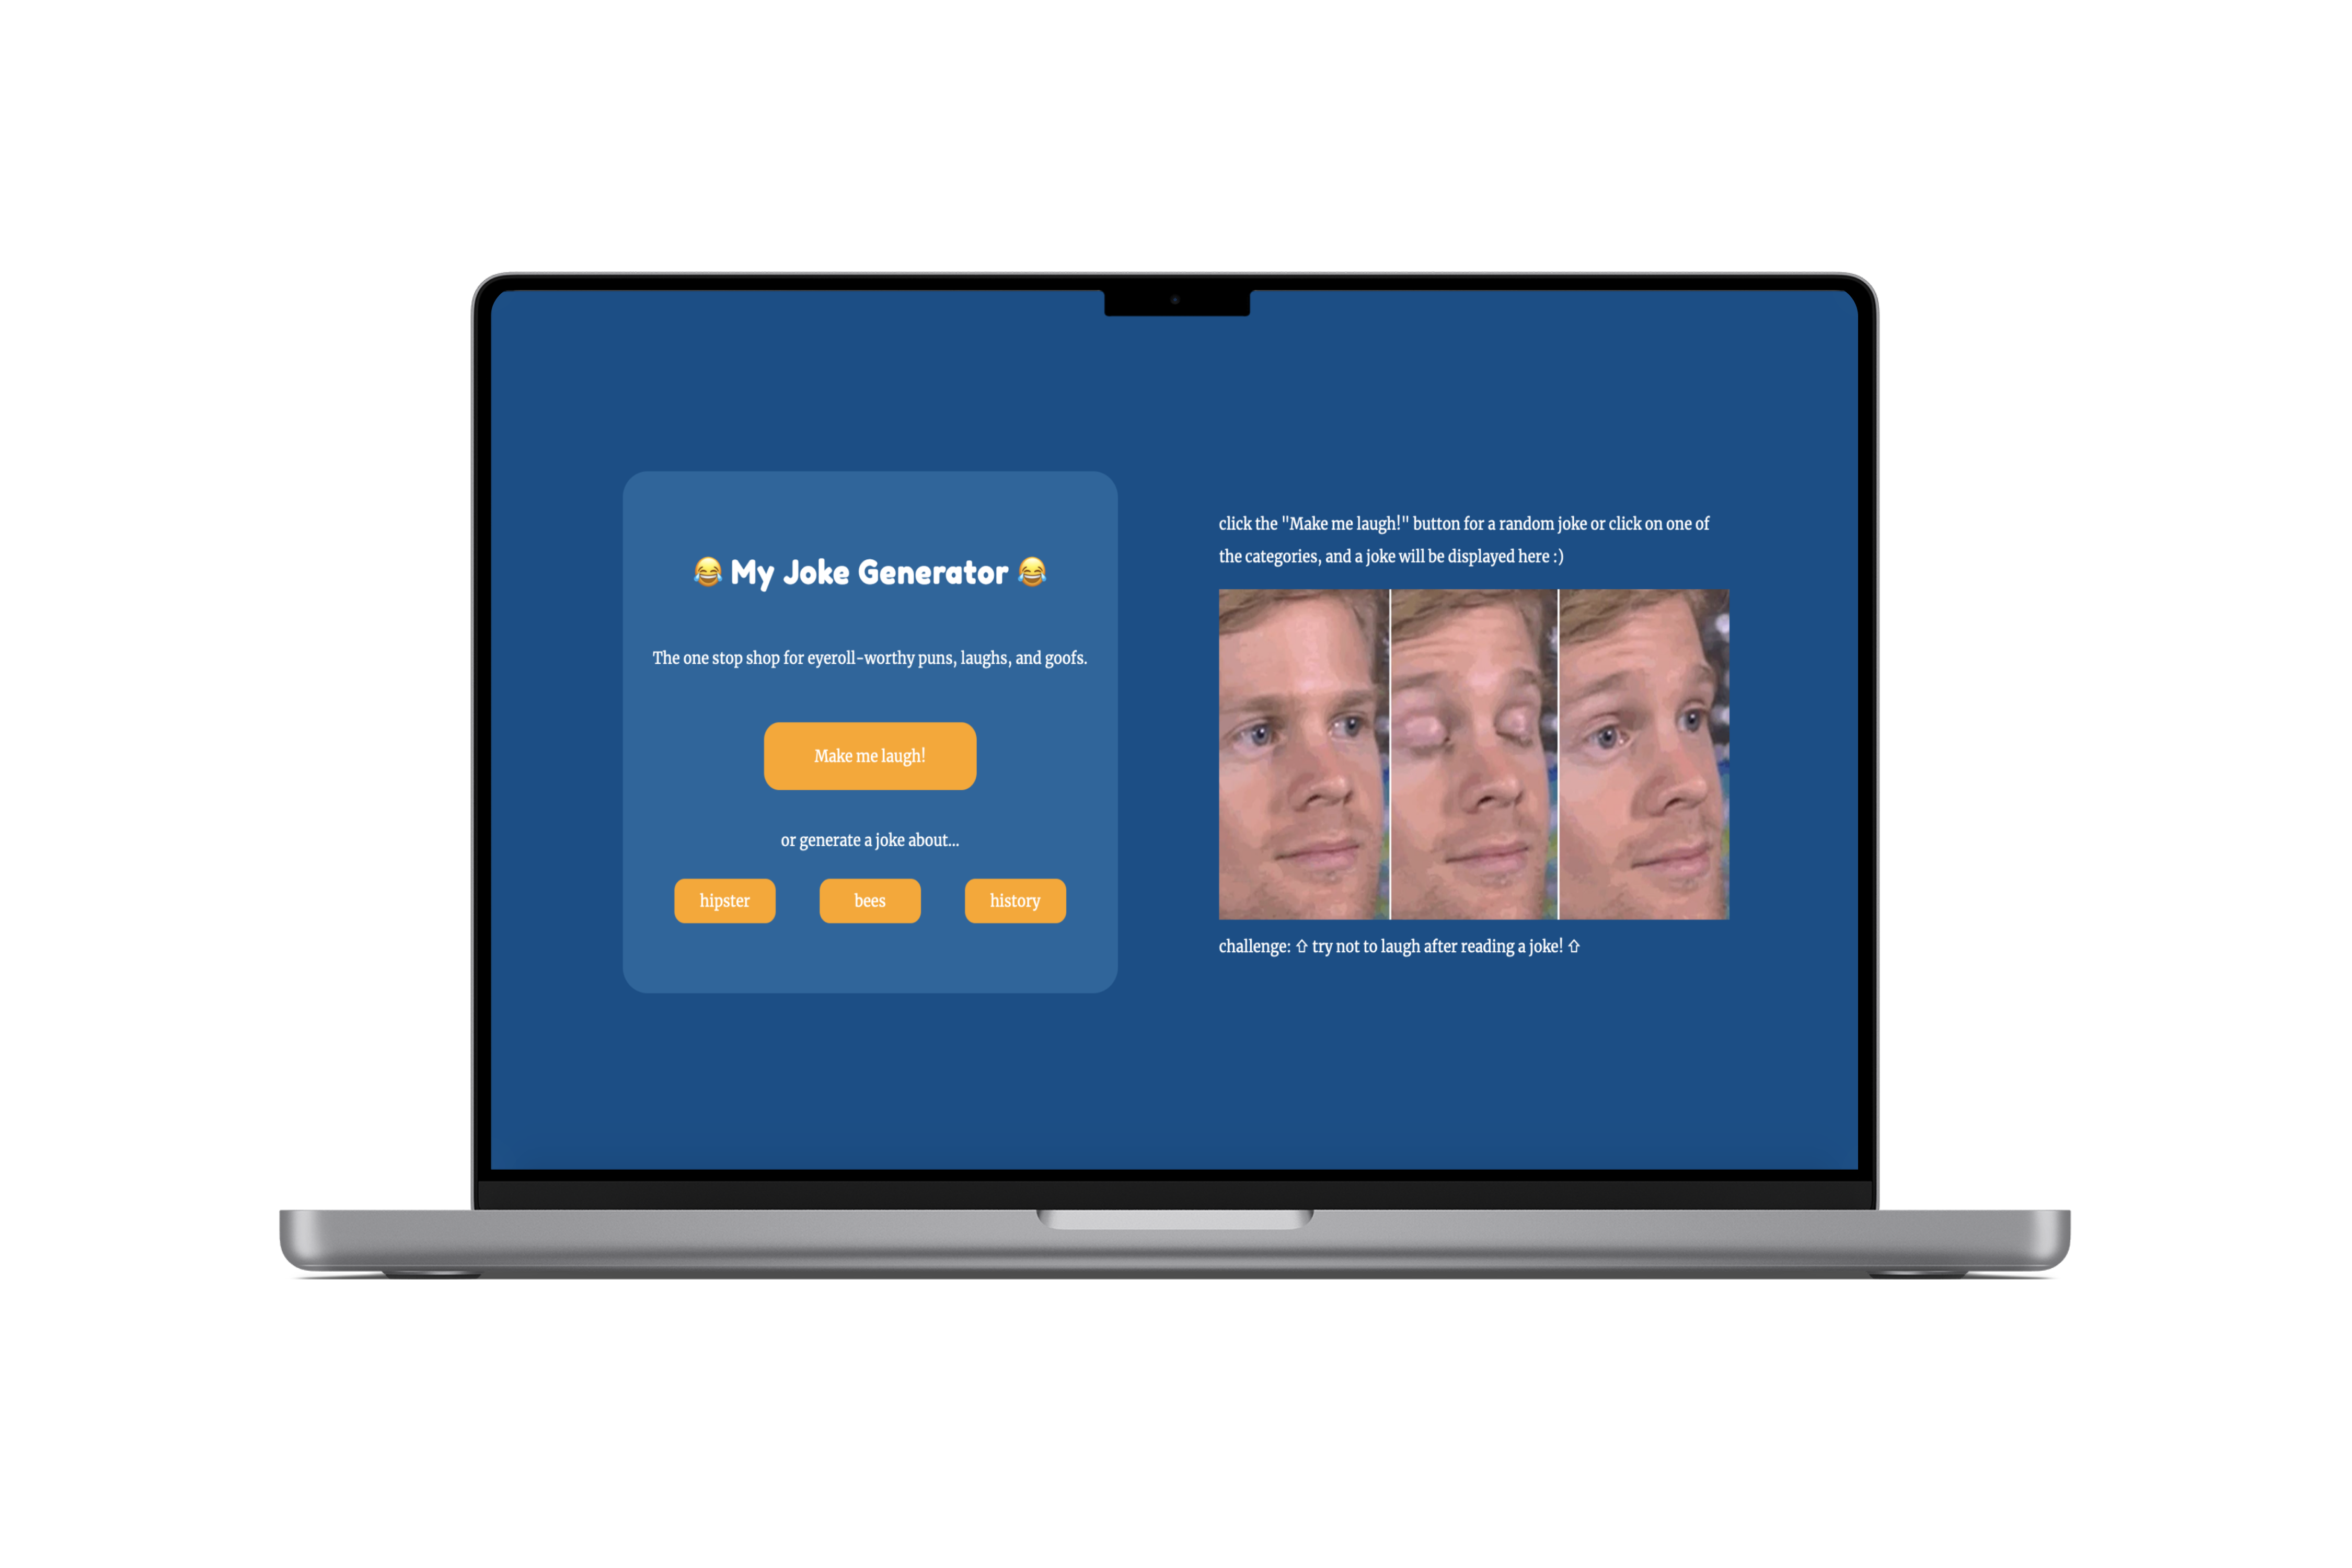 😂 My Joke Generator 😂
The one stop shop for eyeroll-worthy puns, laughs, and goofs.
Make me laugh!
or generate a joke about...
hipster
bees
history
click the "Make me laugh!" button for a random joke or click on one of
the categories, and a joke will be displayed here :)
challenge: ⇧ try not to laugh after reading a joke! ⇧